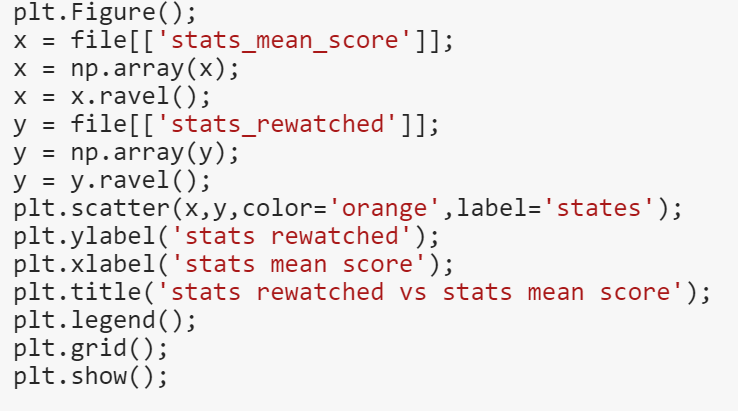 plt.Figure();
x = file[['stats_mean_score']];
x = np.array(x);
x = x.ravel();
y = file[['stats_rewatched']];
y = np.array(y);
y = y.ravel();
plt.scatter(x,y,color='orange',label='states');
plt.ylabel('stats rewatched');
plt.xlabel('stats mean score');
plt.title('stats rewatched vs stats mean score');
plt.legend();
plt.grid();
plt.show();